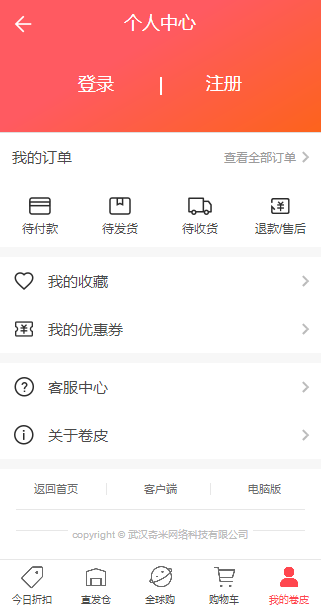 个人中心
登录 | 注册
我的订单 查看全部订单
待付款 待发货 待收货 退款/售后
我的收藏
我的优惠券
客服中心
关于卷皮
返回首页 客户端 电脑版
copyright © 武汉奇米网络科技有限公司
今日折扣 直发仓 全球购 购物车 我的卷皮